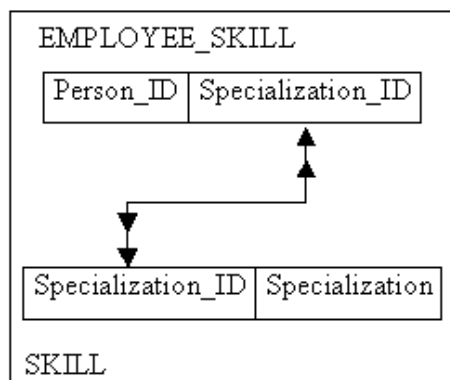 EMPLOYEE_SKILL
Person_ID Specialization_ID
Specialization_ID Specialization
SKILL